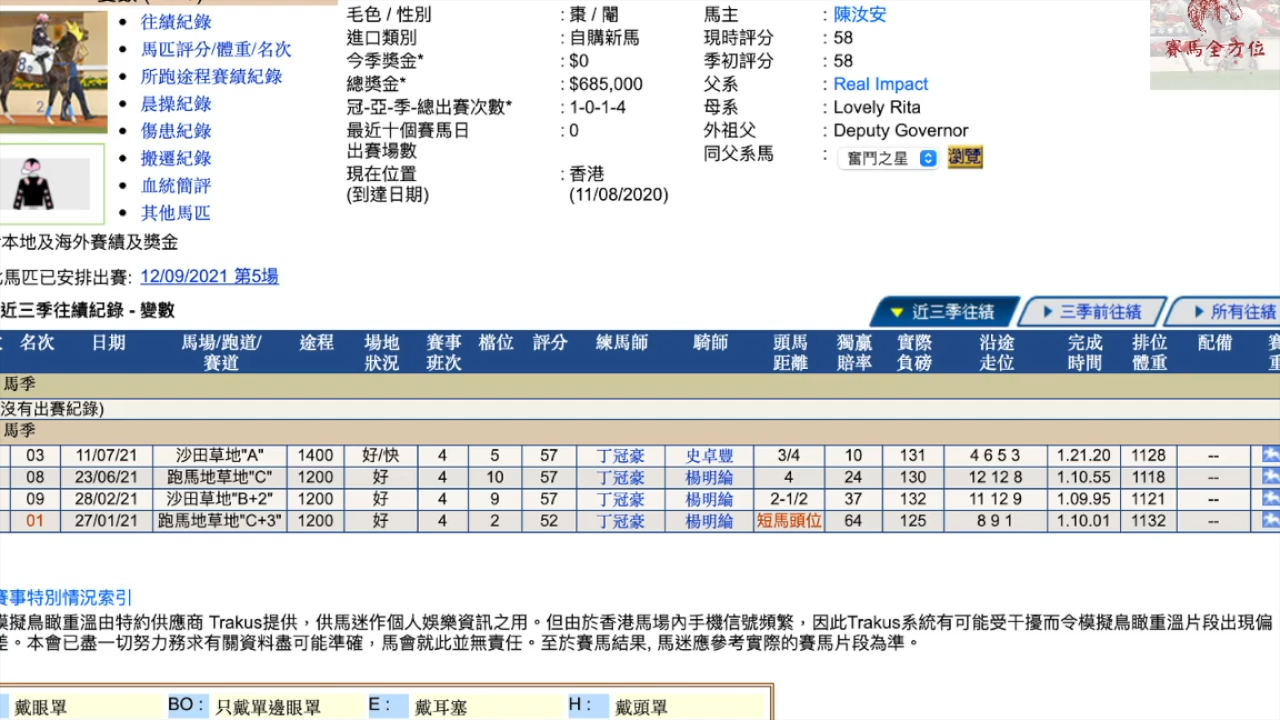 往績紀錄
馬匹評分/體重/名次
所跑途程賽績紀錄
晨操紀錄
傷患紀錄
搬遷紀錄
血統簡評
其他馬匹
毛色 / 性別 : 棗 / 閹
進口類別 : 自購新馬
今季獎金* : $0
總獎金* : $685,000
冠-亞-季-總出賽次數* : 1-0-1-4
最近十個賽馬日 : 0
出賽場數
現在位置 : 香港
(到達日期) (11/08/2020)
馬主 : 陳汝安
現時評分 : 58
季初評分 : 58
父系 : Real Impact
母系 : Lovely Rita
外祖父 : Deputy Governor
同父系馬 : 奮鬥之星 瀏覽
賽馬全方位
本地及海外賽績及獎金
馬匹已安排出賽: 12/09/2021 第5場
近三季往績紀錄 - 變數
近三季往績 三季前往績 所有往績
名次 日期 馬場/跑道/賽道 途程 場地狀況 賽事班次 檔位 評分 練馬師 騎師 頭馬距離 獨贏賠率 實際負磅 沿途走位 完成時間 排位體重 配備
馬季
沒有出賽紀錄)
馬季
03 11/07/21 沙田草地"A" 1400 好/快 4 5 57 丁冠豪 史卓豐 3/4 10 131 4 6 5 3 1.21.20 1128 --
08 23/06/21 跑馬地草地"C" 1200 好 4 10 57 丁冠豪 楊明綸 4 24 130 12 12 8 1.10.55 1118 --
09 28/02/21 沙田草地"B+2" 1200 好 4 9 57 丁冠豪 楊明綸 2-1/2 37 132 11 12 9 1.09.95 1121 --
01 27/01/21 跑馬地草地"C+3" 1200 好 4 2 52 丁冠豪 楊明綸 短馬頭位 64 125 8 9 1 1.10.01 1132 --
賽事特別情況索引
模擬鳥瞰重溫由特約供應商 Trakus提供，供馬迷作個人娛樂資訊之用。但由於香港馬場內手機信號頻繁，因此Trakus系統有可能受干擾而令模擬鳥瞰重溫片段出現偏
差。本會已盡一切努力務求有關資料盡可能準確，馬會就此並無責任。至於賽馬結果, 馬迷應參考實際的賽馬片段為準。
戴眼罩 BO : 只戴單邊眼罩 E : 戴耳塞 H : 戴頭罩